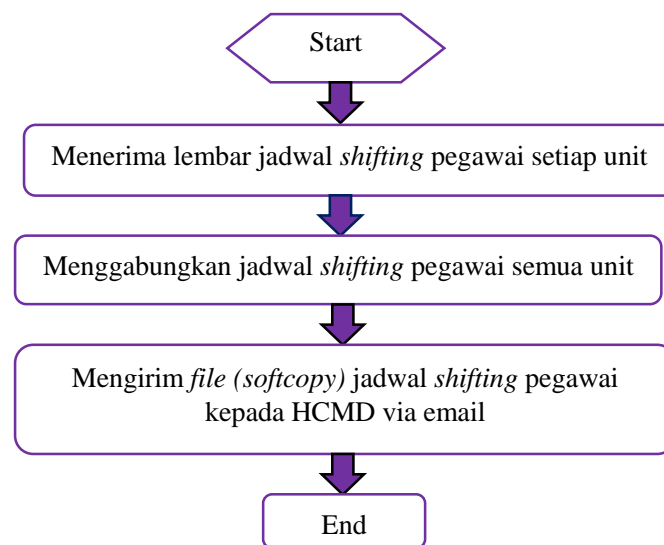 Start
Menerima lembar jadwal shifting pegawai setiap unit
Menggabungkan jadwal shifting pegawai semua unit
Mengirim file (softcopy) jadwal shifting pegawai
kepada HCMD via email
End